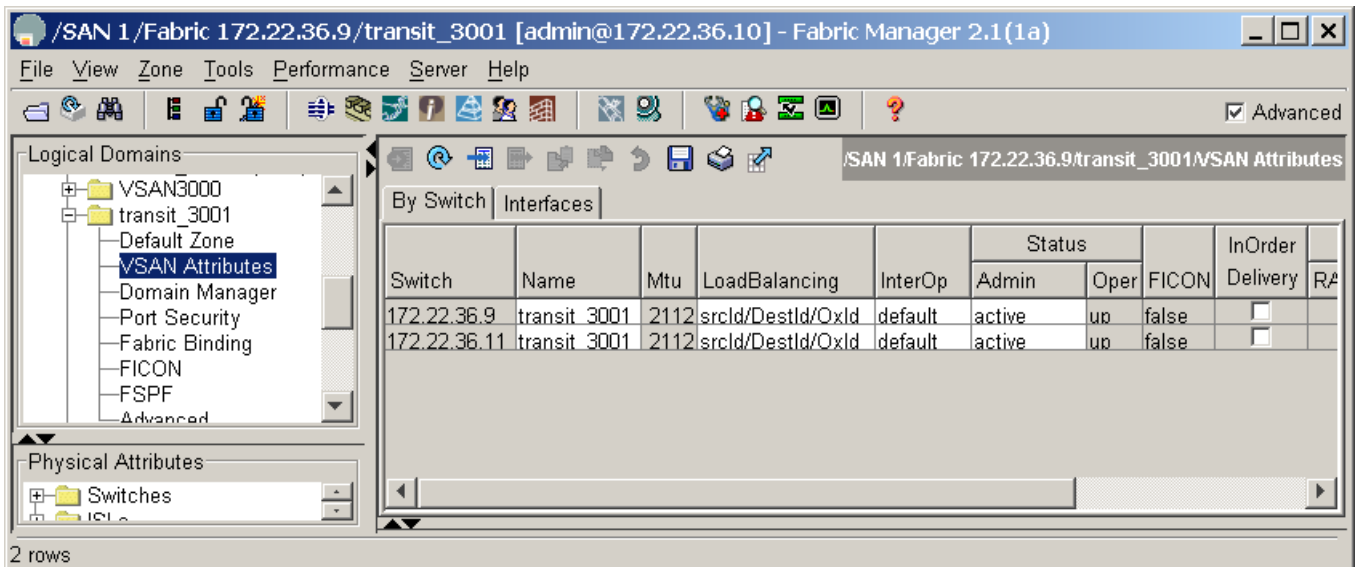 /SAN 1/Fabric 172.22.36.9/transit_3001 [admin@172.22.36.10] - Fabric Manager 2.1(1a)
File View Zone Tools Performance Server Help
Advanced
Logical Domains
/SAN 1/Fabric 172.22.36.9/transit_3001/VSAN Attributes
VSAN3000
transit_3001
Default Zone
VSAN Attributes
Domain Manager
Port Security
Fabric Binding
FICON
FSPF
Advanced
Physical Attributes
Switches
ISLs
By Switch Interfaces
Status InOrder
Switch Name Mtu LoadBalancing InterOp Admin Oper FICON Delivery RA
172.22.36.9 transit_3001 2112 srcId/DestId/OxId default active up false
172.22.36.11 transit_3001 2112 srcId/DestId/OxId default active up false
2 rows